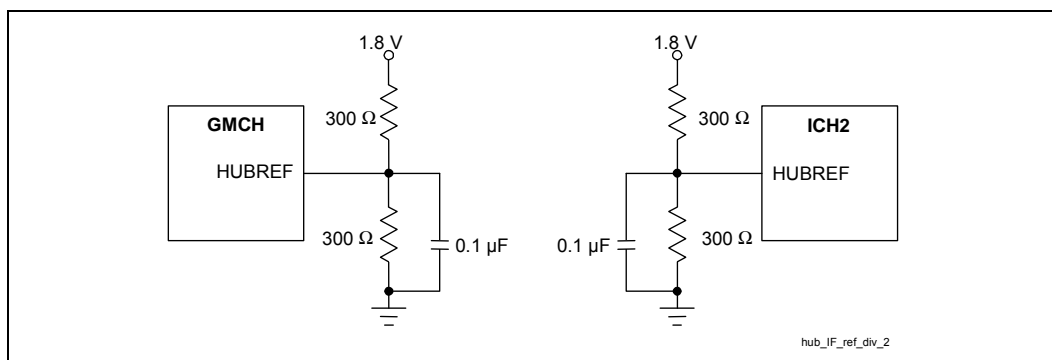 1.8 V
300 Ω
GMCH
HUBREF
300 Ω
0.1 µF
1.8 V
300 Ω
ICH2
HUBREF
300 Ω
0.1 µF
hub_IF_ref_div_2